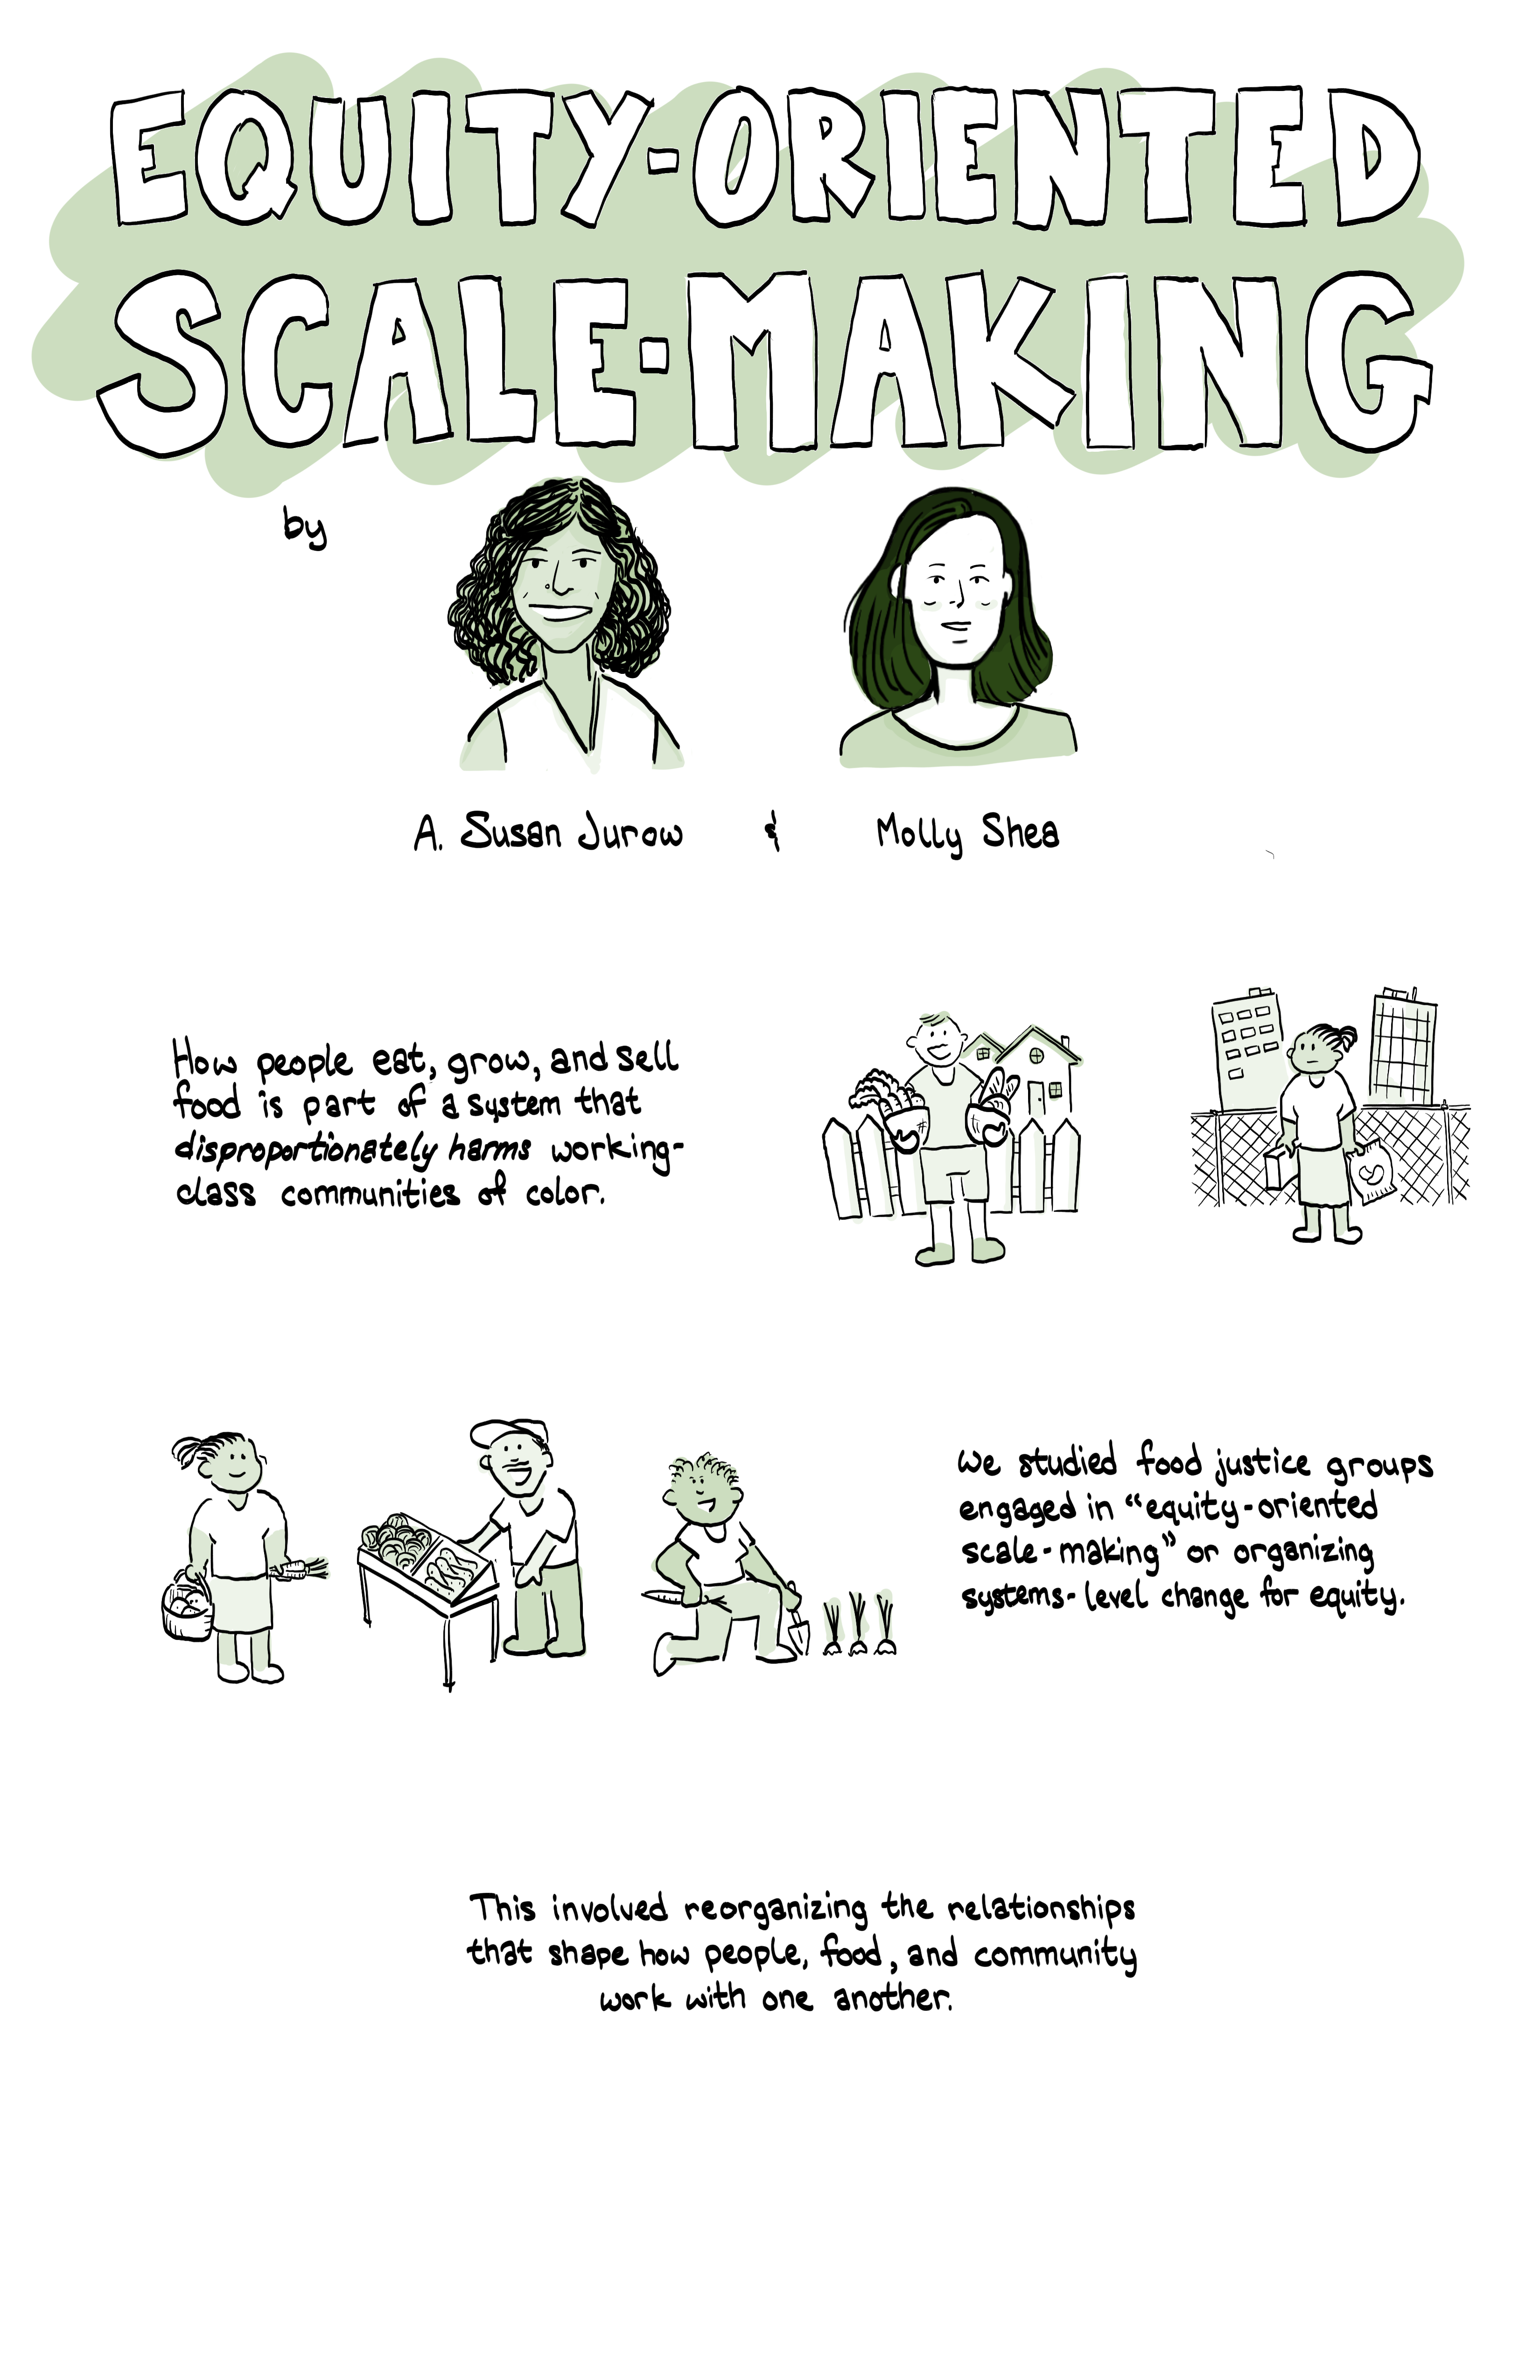 EQUITY-ORIENTED
SCALE-MAKING
by
A. Susan Jurow & Molly Shea
How people eat, grow, and sell
food is part of a system that
disproportionately harms working-
class communities of color.
We studied food justice groups
engaged in “equity-oriented
scale-making” or organizing
systems-level change for equity.
This involved reorganizing the relationships
that shape how people, food, and community
work with one another.